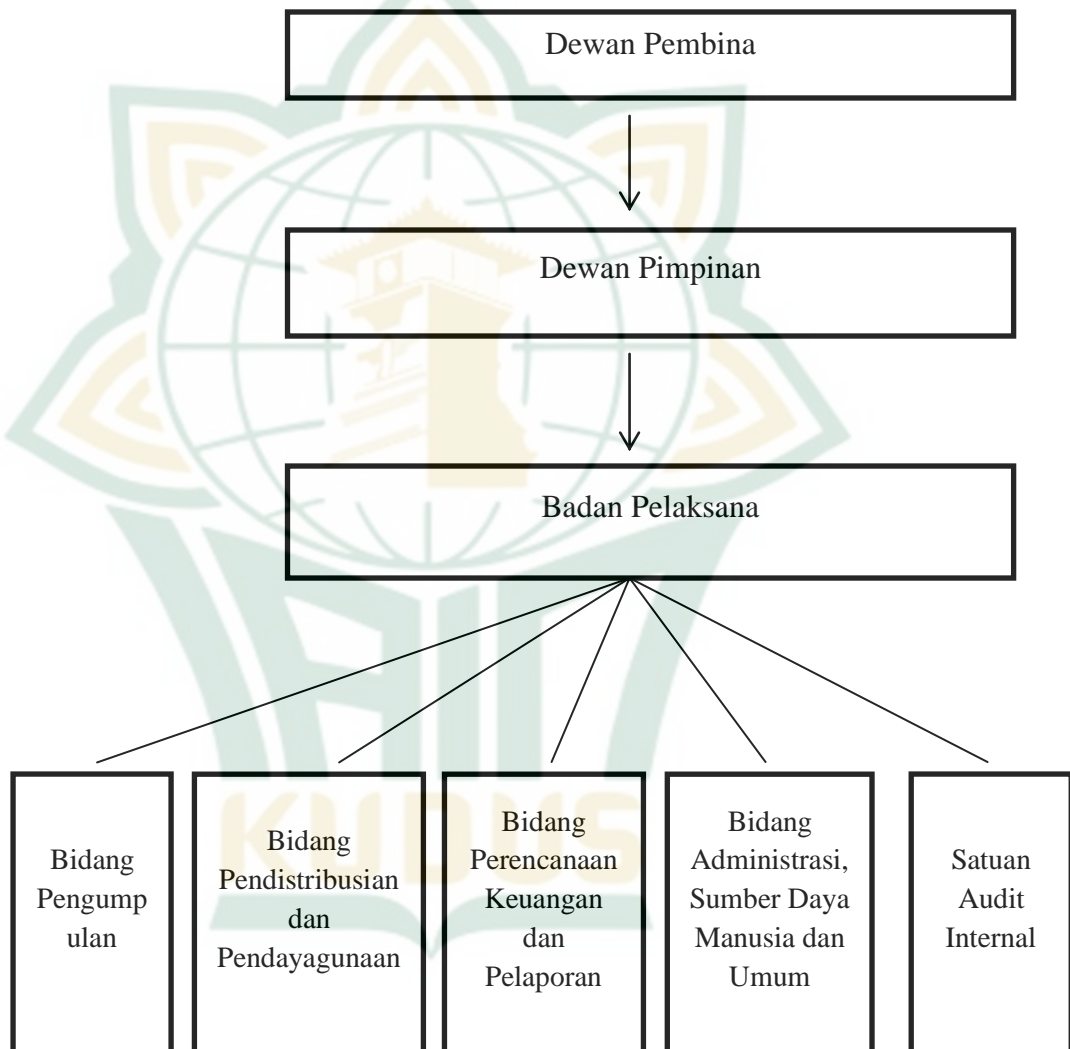 Dewan Pembina
Dewan Pimpinan
Badan Pelaksana
Bidang
Pengump
ulan
Bidang
Pendistribusian
dan
Pendayagunaan
Bidang
Perencanaan
Keuangan
dan
Pelaporan
Bidang
Administrasi,
Sumber Daya
Manusia dan
Umum
Satuan
Audit
Internal
KUDUS